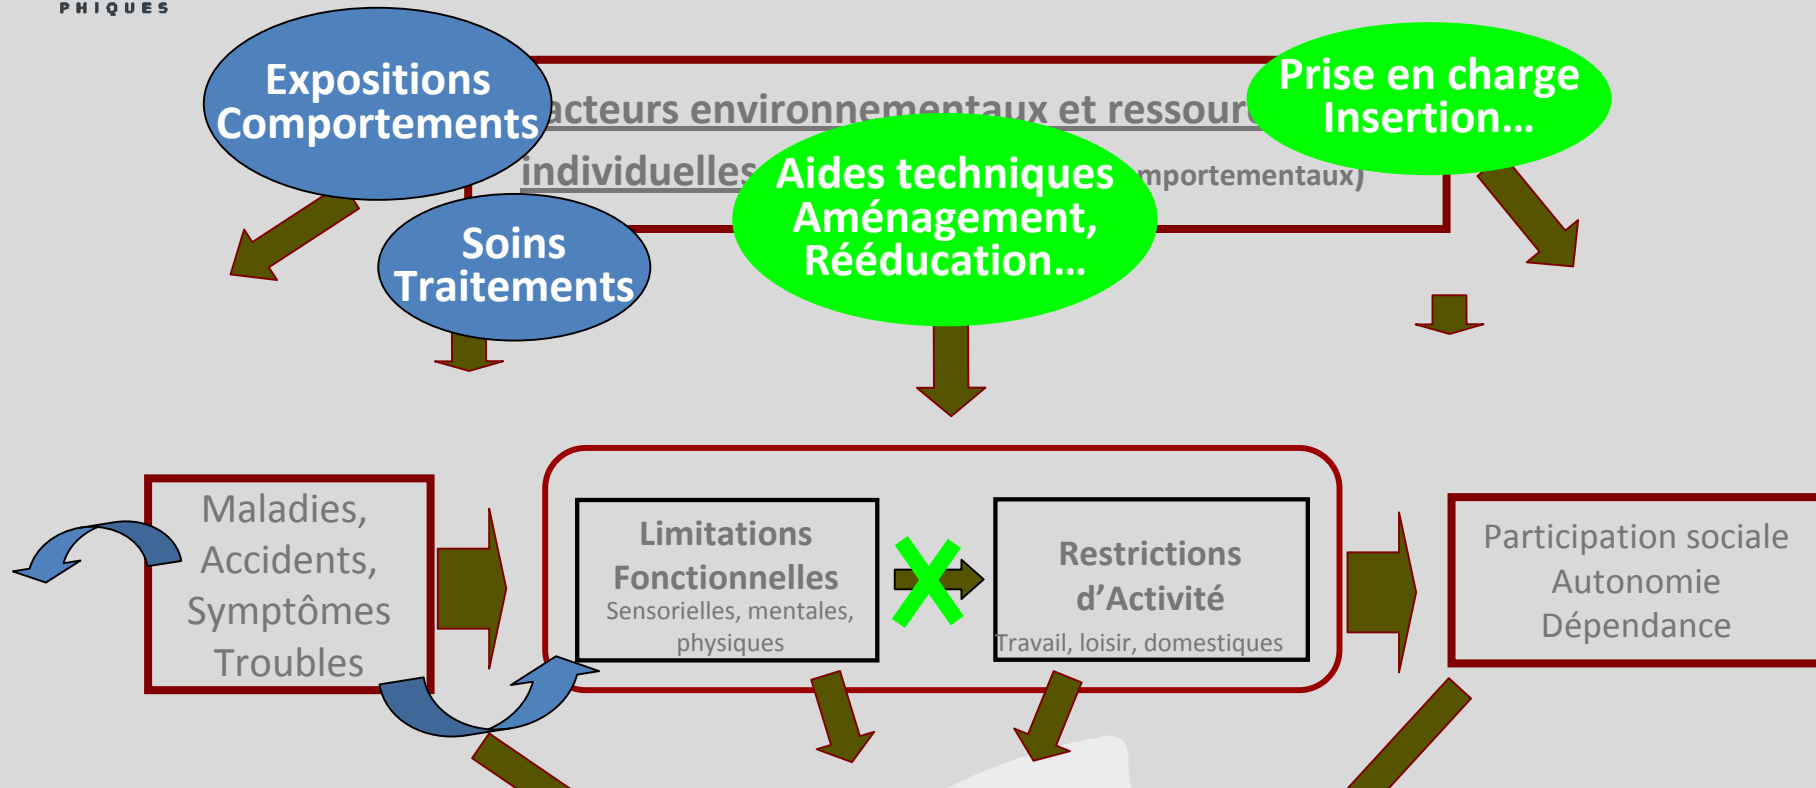 PHIQUES
Expositions
Comportements
acteurs environnementaux et ressour
individuelles
mportementaux)
Prise en charge
Insertion...
Aides techniques
Aménagement,
Rééducation...
Soins
Traitements
Maladies,
Accidents,
Symptômes
Troubles
Limitations
Fonctionnelles
Sensorielles, mentales,
physiques
Restrictions
d’Activité
Travail, loisir, domestiques
Participation sociale
Autonomie
Dépendance